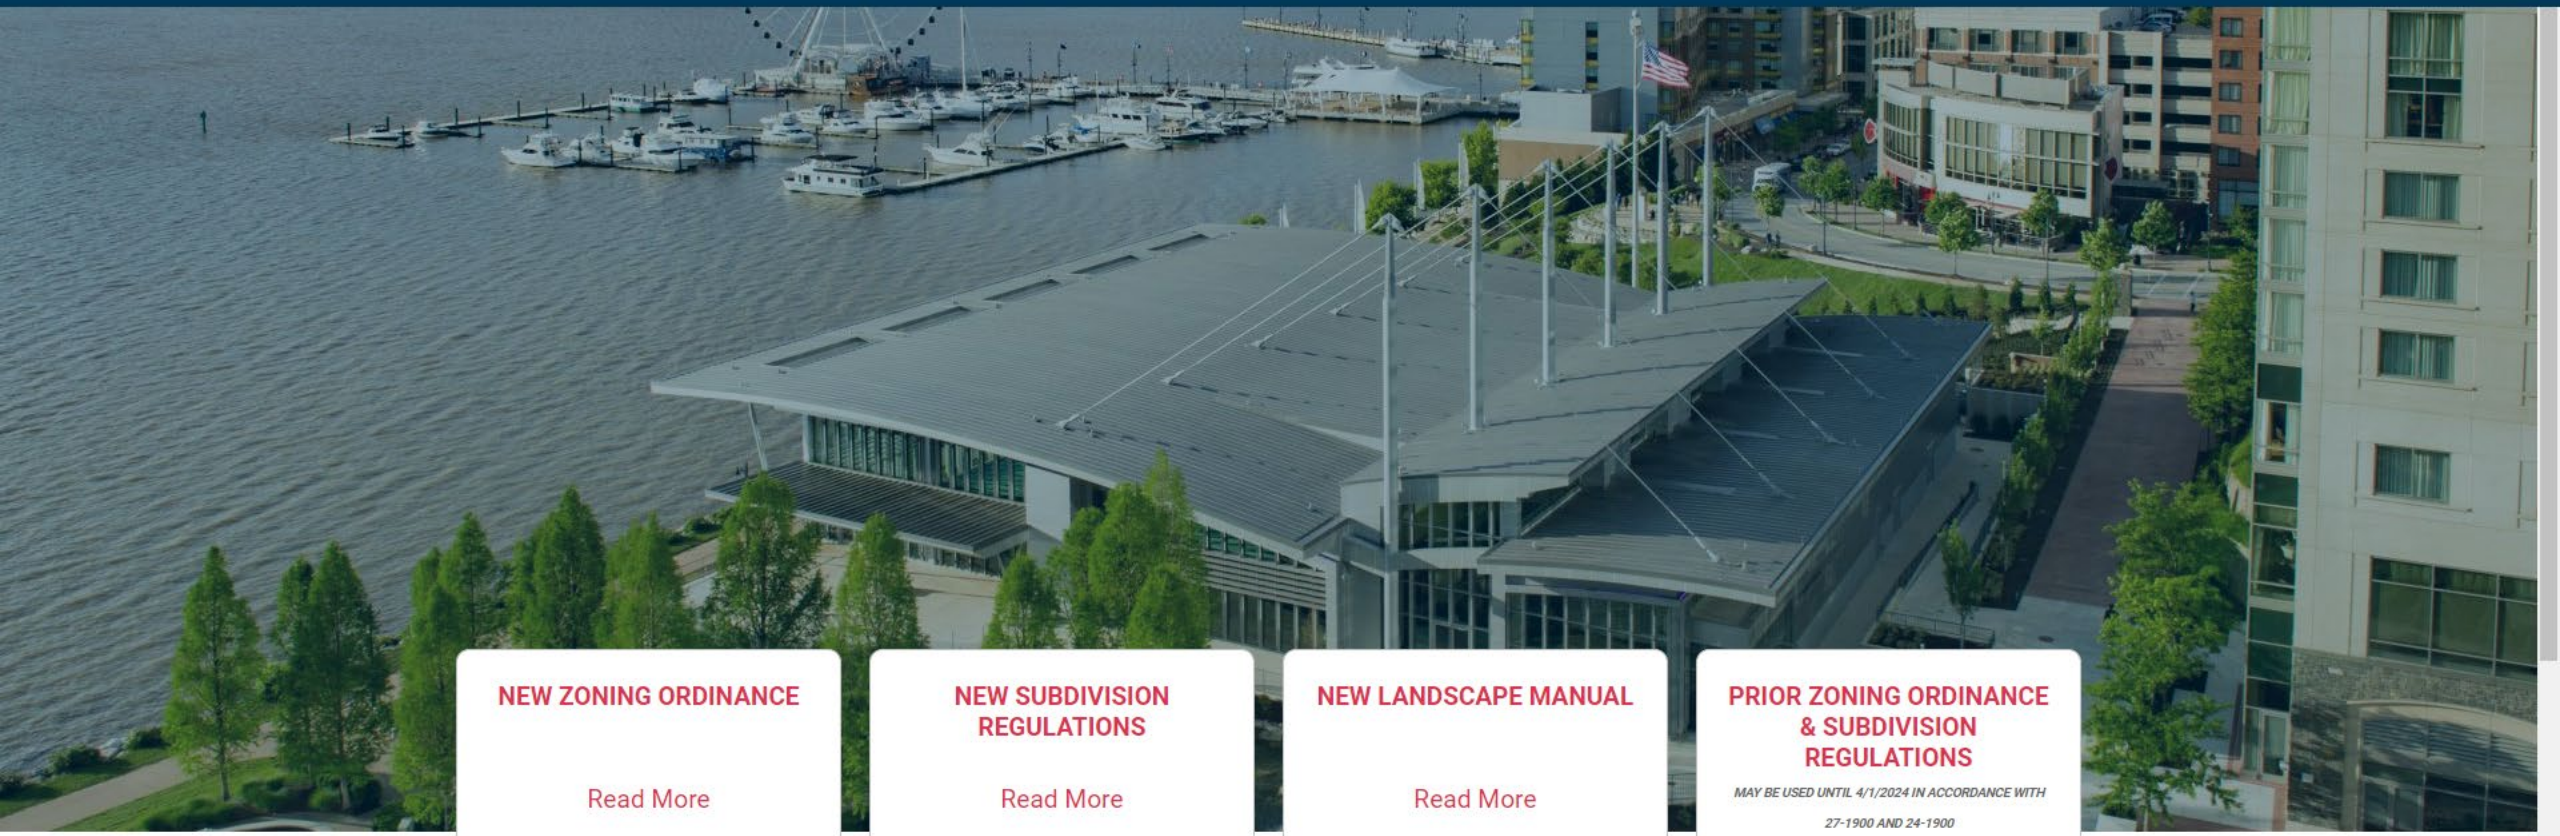 NEW ZONING ORDINANCE
Read More
NEW SUBDIVISION
REGULATIONS
Read More
NEW LANDSCAPE MANUAL
Read More
PRIOR ZONING ORDINANCE
& SUBDIVISION
REGULATIONS
MAY BE USED UNTIL 4/1/2024 IN ACCORDANCE WITH
27-1900 AND 24-1900